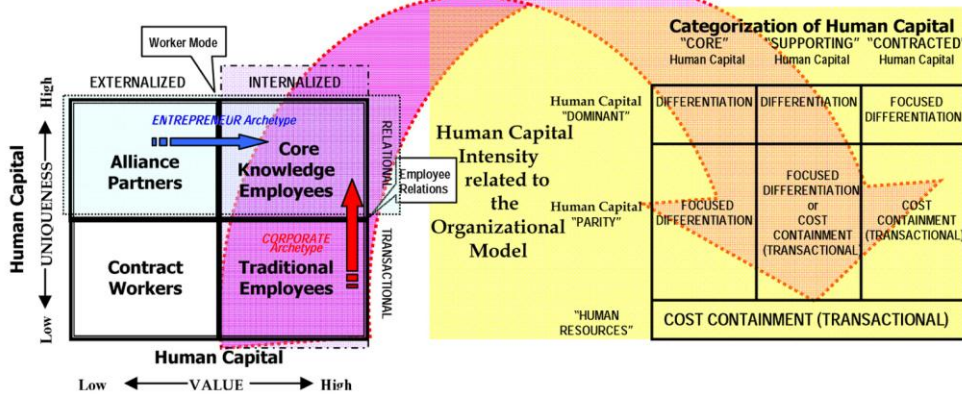 Worker Mode
EXTERNALIZED
INTERNALIZED
High
UNIQUENESS
Low
Human Capital
ENTREPRENEUR Archetype
Alliance
Partners
Core
Knowledge
Employees
RELATIONAL
Employee
Relations
CORPORATE
Archetype
Contract
Workers
Traditional
Employees
TRANSACTIONAL
Human Capital
Low
VALUE
High
Categorization of Human Capital
"CORE"
Human Capital
"SUPPORTING"
Human Capital
"CONTRACTED"
Human Capital
Human Capital
Intensity
related to
the
Organizational
Model
Human Capital
"DOMINANT"
DIFFERENTIATION
DIFFERENTIATION
FOCUSED
DIFFERENTIATION
Human Capital
"PARITY"
FOCUSED
DIFFERENTIATION
FOCUSED
DIFFERENTIATION
or
COST
CONTAINMENT
(TRANSACTIONAL)
COST
CONTAINMENT
(TRANSACTIONAL)
"HUMAN
RESOURCES"
COST CONTAINMENT (TRANSACTIONAL)